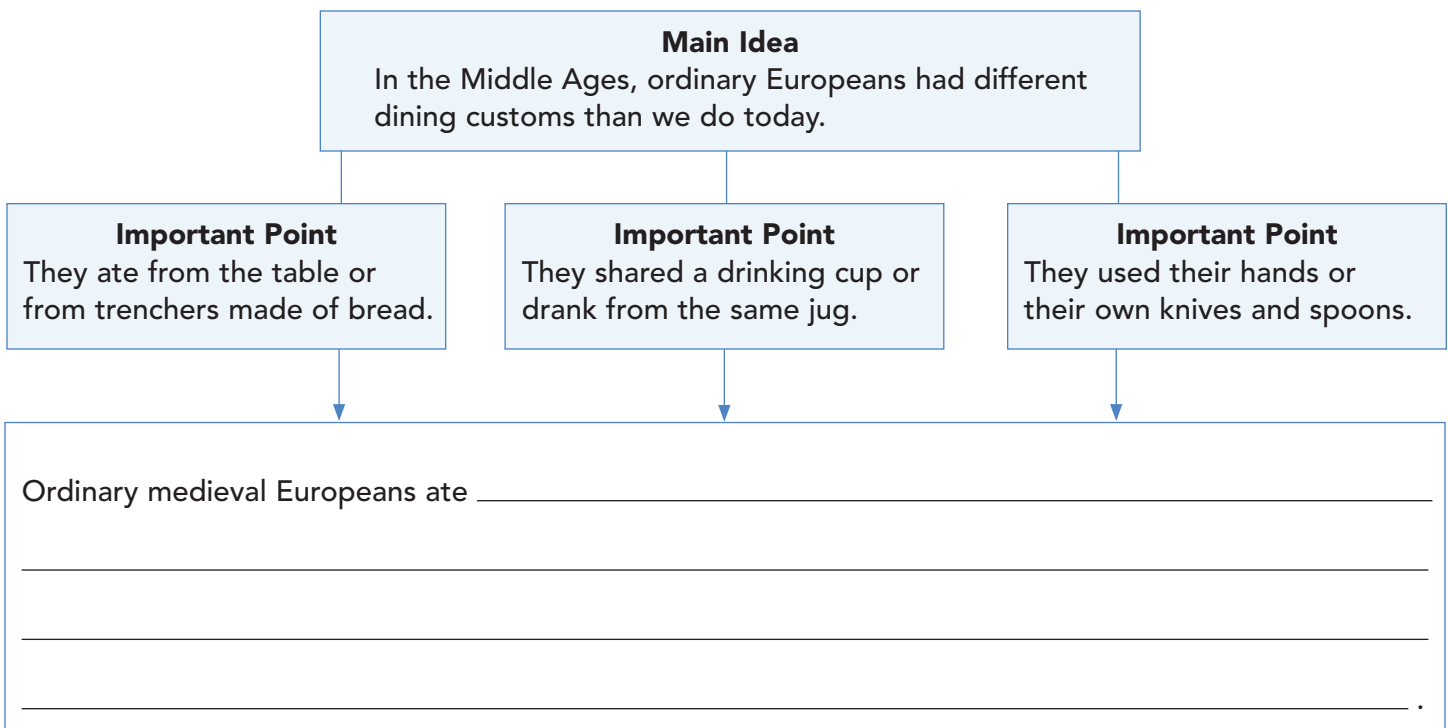 Main Idea
In the Middle Ages, ordinary Europeans had different
dining customs than we do today.
Important Point
They ate from the table or
from trenchers made of bread.
Important Point
They shared a drinking cup or
drank from the same jug.
Important Point
They used their hands or
their own knives and spoons.
Ordinary medieval Europeans ate
.